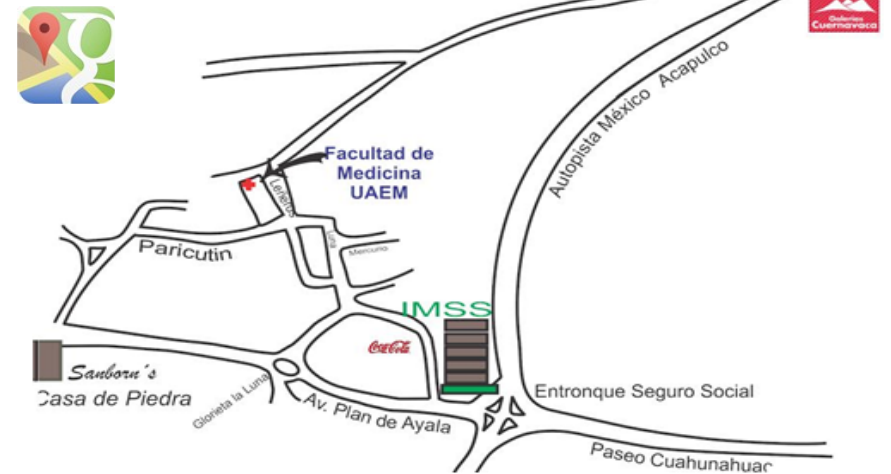 Galerías
Cuernavaca
Autopista México Acapulco
Facultad de
Medicina
UAEM
Leñeros
Paricutin
Luna
Mercurio
IMSS
Coca-Cola
Sanborn´s
Casa de Piedra
Glorieta la Luna
Av. Plan de Ayala
Entronque Seguro Social
Paseo Cuahunahuac